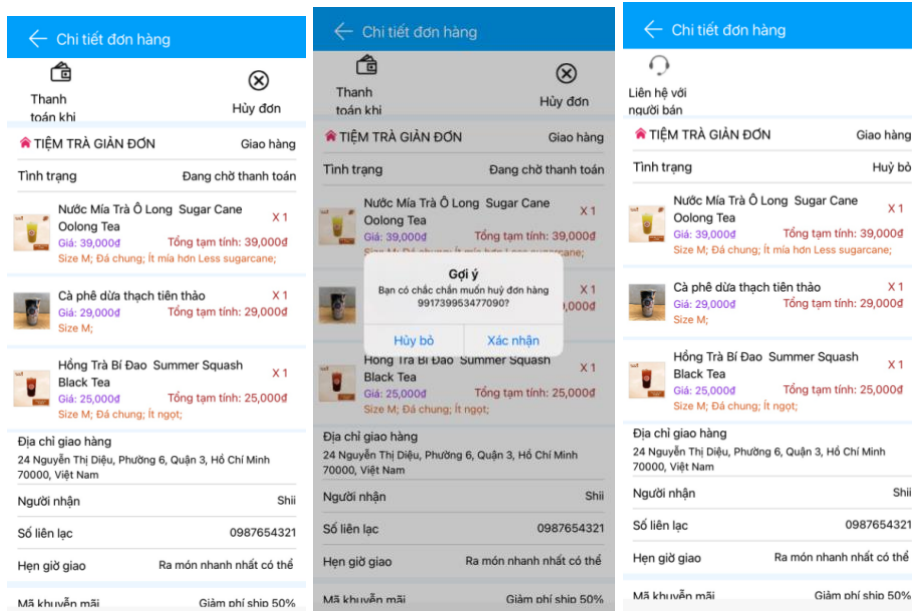 Chi tiết đơn hàng
Thanh
toán khi
Hủy đơn
TIỆM TRÀ GIẢN ĐƠN
Giao hàng
Tình trạng
Đang chờ thanh toán
Nước Mía Trà Ô Long Sugar Cane
Oolong Tea
X 1
Giá: 39,000đ
Tổng tạm tính: 39,000đ
Size M; Đá chung; Ít mía hơn Less sugarcane;
Cà phê dừa thạch tiên thảo
X 1
Giá: 29,000đ
Tổng tạm tính: 29,000đ
Size M;
Hồng Trà Bí Đao Summer Squash
Black Tea
X 1
Giá: 25,000đ
Tổng tạm tính: 25,000đ
Size M; Đá chung; Ít ngọt;
Địa chỉ giao hàng
24 Nguyễn Thị Diệu, Phường 6, Quận 3, Hồ Chí Minh
70000, Việt Nam
Người nhận
Shii
Số liên lạc
0987654321
Hẹn giờ giao
Ra món nhanh nhất có thể
Mã khuyến mãi
Giảm phí ship 50%
Chi tiết đơn hàng
Thanh
toán khi
Hủy đơn
TIỆM TRÀ GIẢN ĐƠN
Giao hàng
Tình trạng
Đang chờ thanh toán
Nước Mía Trà Ô Long Sugar Cane
Oolong Tea
X 1
Giá: 39,000đ
Tổng tạm tính: 39,000đ
Size M; Đá chung; Ít mía hơn Less sugarcane;
Gợi ý
Bạn có chắc chắn muốn huỷ đơn hàng
991739953477090?
Hủy bỏ
Xác nhận
X 1
,000đ
Hồng Trà Bí Đao Summer Squash
Black Tea
X 1
Giá: 25,000đ
Tổng tạm tính: 25,000đ
Size M; Đá chung; Ít ngọt;
Địa chỉ giao hàng
24 Nguyễn Thị Diệu, Phường 6, Quận 3, Hồ Chí Minh
70000, Việt Nam
Người nhận
Shii
Số liên lạc
0987654321
Hẹn giờ giao
Ra món nhanh nhất có thể
Mã khuyến mãi
Giảm phí ship 50%
Chi tiết đơn hàng
Liên hệ với
người bán
TIỆM TRÀ GIẢN ĐƠN
Giao hàng
Tình trạng
Huỷ bỏ
Nước Mía Trà Ô Long Sugar Cane
Oolong Tea
X 1
Giá: 39,000đ
Tổng tạm tính: 39,000đ
Size M; Đá chung; Ít mía hơn Less sugarcane;
Cà phê dừa thạch tiên thảo
X 1
Giá: 29,000đ
Tổng tạm tính: 29,000đ
Size M;
Hồng Trà Bí Đao Summer Squash
Black Tea
X 1
Giá: 25,000đ
Tổng tạm tính: 25,000đ
Size M; Đá chung; Ít ngọt;
Địa chỉ giao hàng
24 Nguyễn Thị Diệu, Phường 6, Quận 3, Hồ Chí Minh
70000, Việt Nam
Người nhận
Shii
Số liên lạc
0987654321
Hẹn giờ giao
Ra món nhanh nhất có thể
Mã khuyến mãi
Giảm phí ship 50%